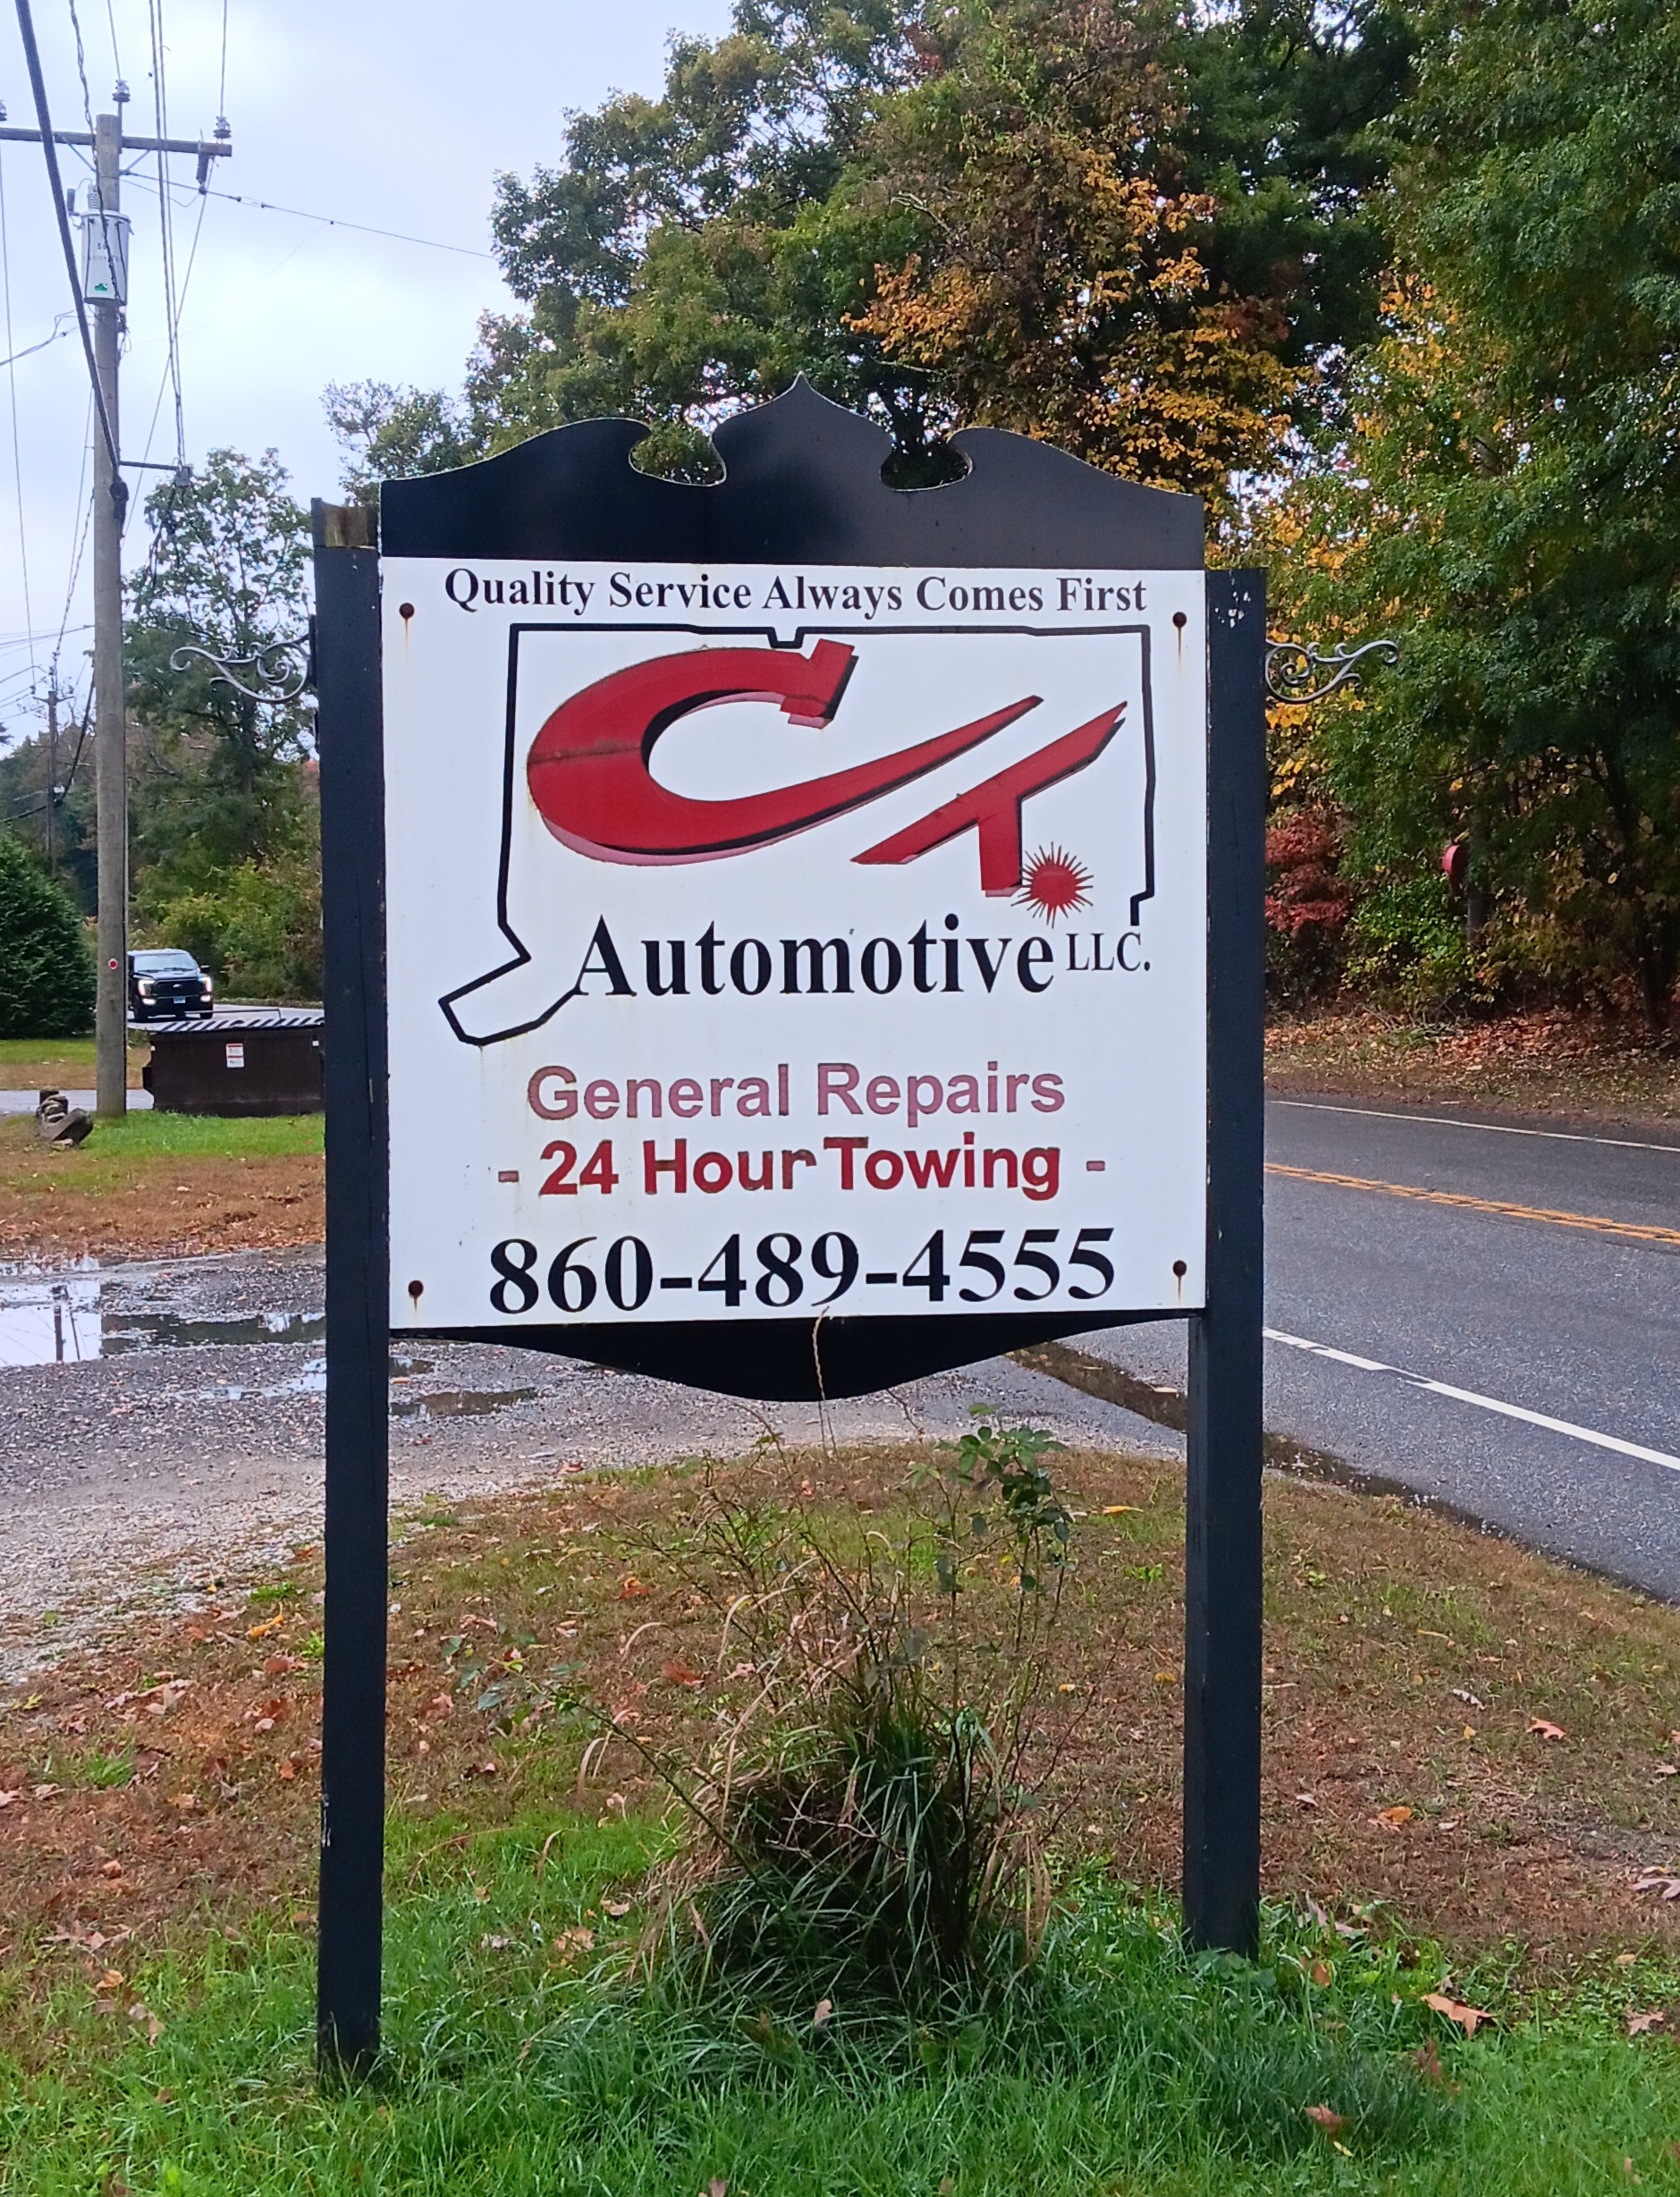 Quality Service Always Comes First
CT.
Automotive LLC.
General Repairs
- 24 Hour Towing -
860-489-4555